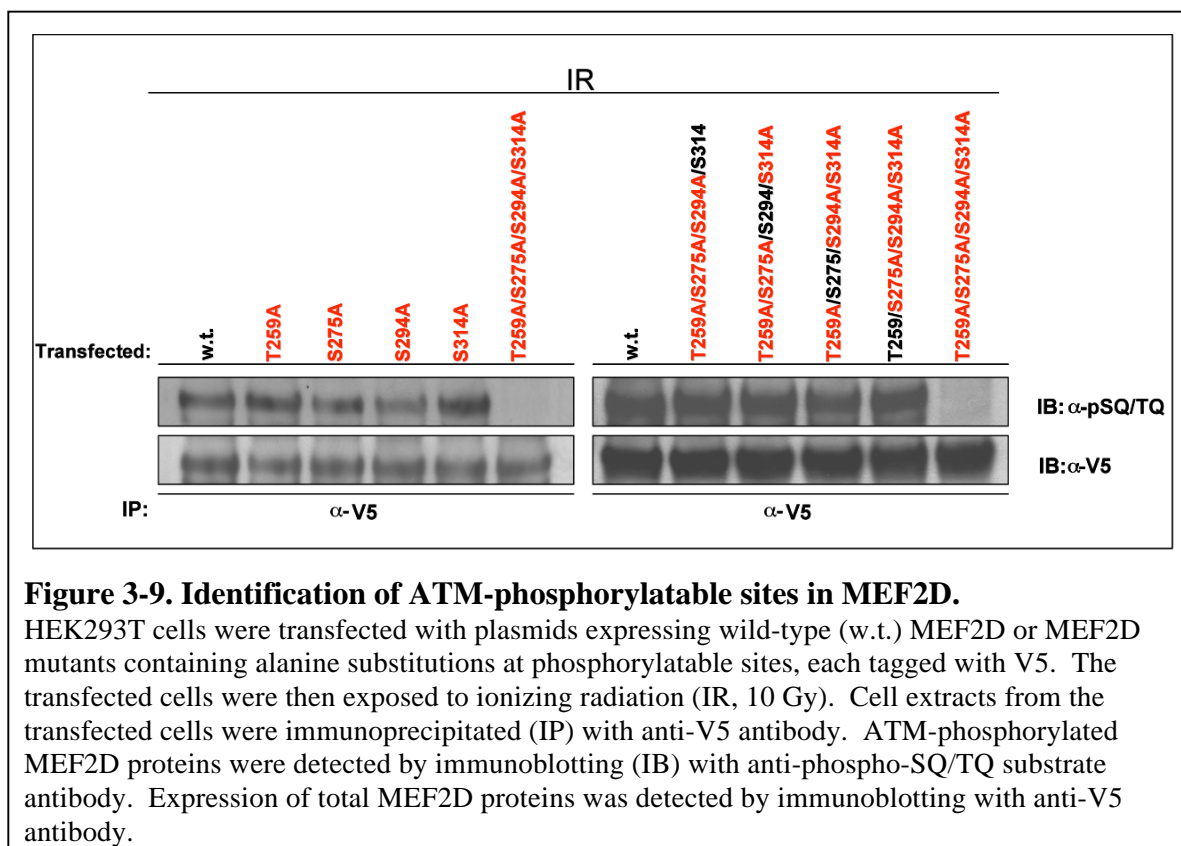 IR
Transfected:
w.t.
T259A
S275A
S294A
S314A
T259A/S275A/S294A/S314A
w.t.
T259A/S275A/S294A/S314
T259A/S275A/S294/S314A
T259A/S275/S294A/S314A
T259/S275A/S294A/S314A
T259A/S275A/S294A/S314A
IB: α-pSQ/TQ
IB:α-V5
IP:
α-V5
α-V5
Figure 3-9. Identification of ATM-phosphorylatable sites in MEF2D.
HEK293T cells were transfected with plasmids expressing wild-type (w.t.) MEF2D or MEF2D
mutants containing alanine substitutions at phosphorylatable sites, each tagged with V5. The
transfected cells were then exposed to ionizing radiation (IR, 10 Gy). Cell extracts from the
transfected cells were immunoprecipitated (IP) with anti-V5 antibody. ATM-phosphorylated
MEF2D proteins were detected by immunoblotting (IB) with anti-phospho-SQ/TQ substrate
antibody. Expression of total MEF2D proteins was detected by immunoblotting with anti-V5
antibody.